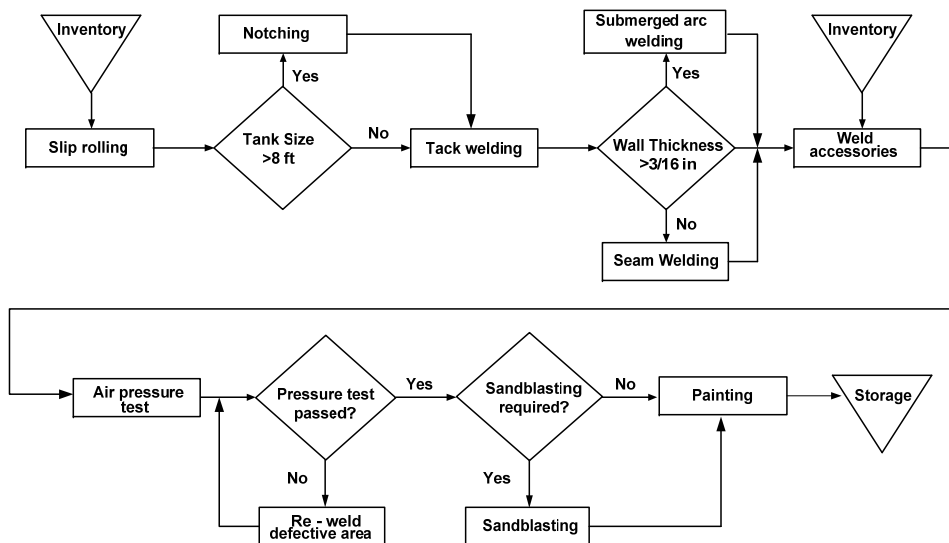 Inventory
Notching
Submerged arc
welding
Inventory
Yes
Yes
Slip rolling
Tank Size
>8 ft
No
Tack welding
Wall Thickness
>3/16 in
Weld
accessories
No
Seam Welding
Air pressure
test
Pressure test
passed?
Yes
Sandblasting
required?
No
Painting
Storage
No
Yes
Re - weld
defective area
Sandblasting